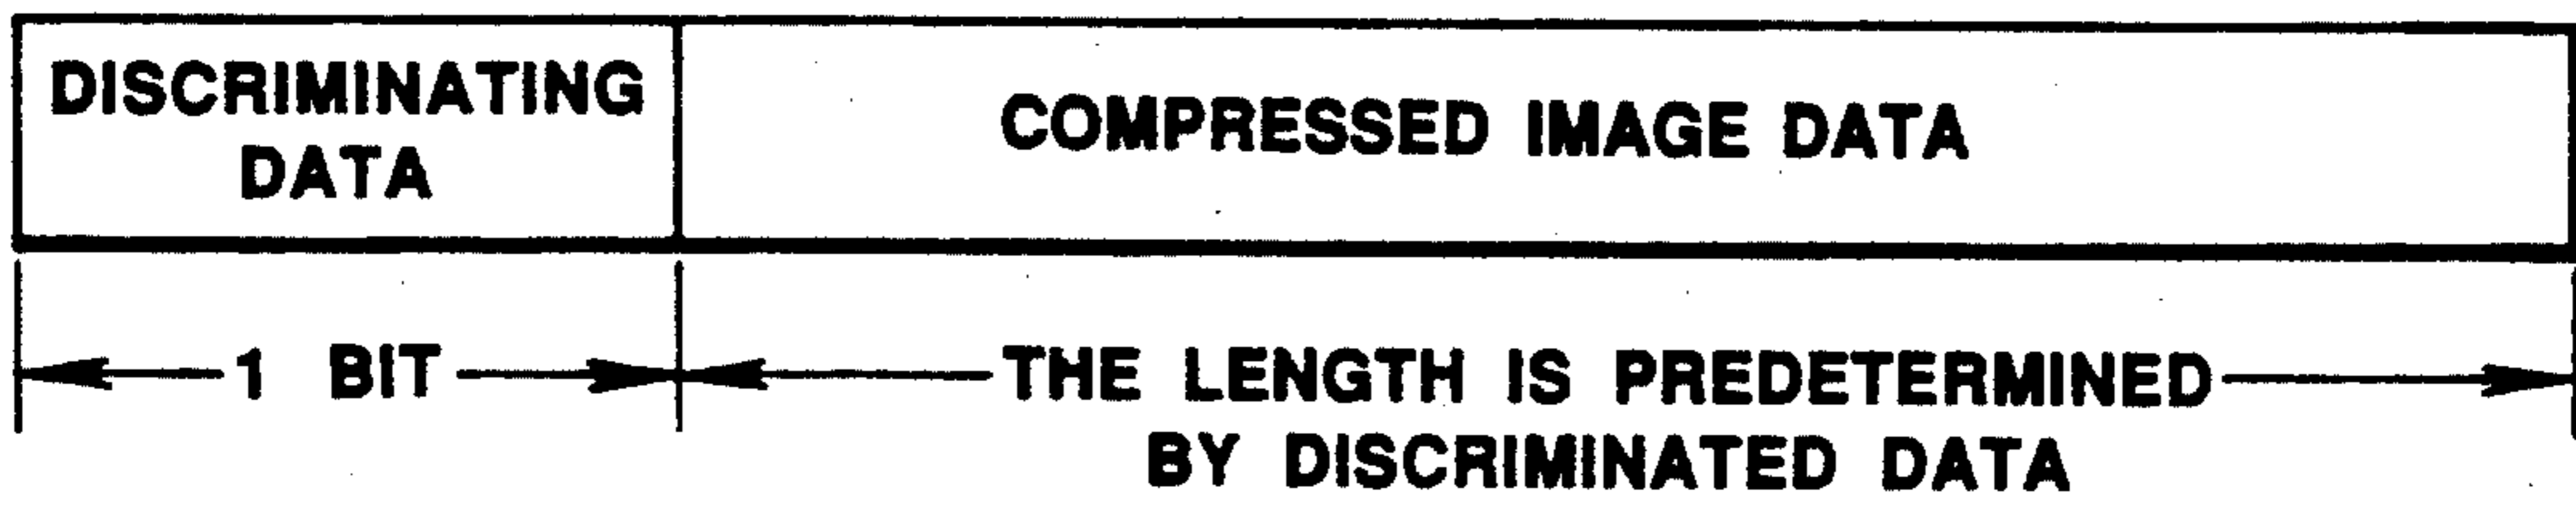 DISCRIMINATING
DATA
COMPRESSED IMAGE DATA
1 BIT
THE LENGTH IS PREDETERMINED
BY DISCRIMINATED DATA